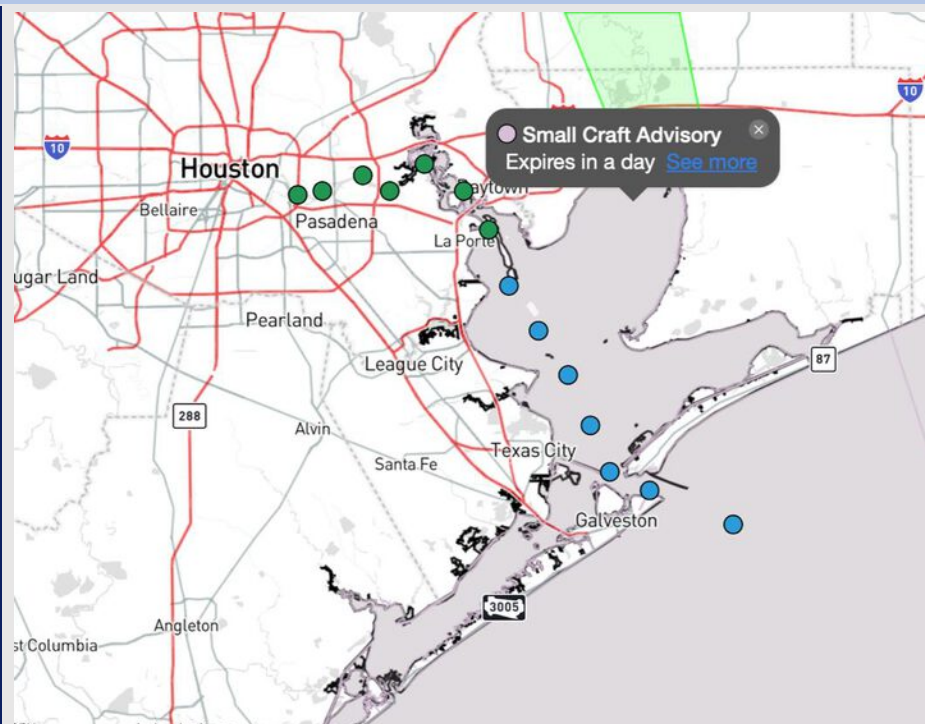 10
10
Small Craft Advisory
Expires in a day See more
Houston
Bellaire
Pasadena
La Porte
ugar Land
Pearland
League City
87
288
Alvin
Texas City
Santa Fe
Galveston
3005
Angleton
st Columbia